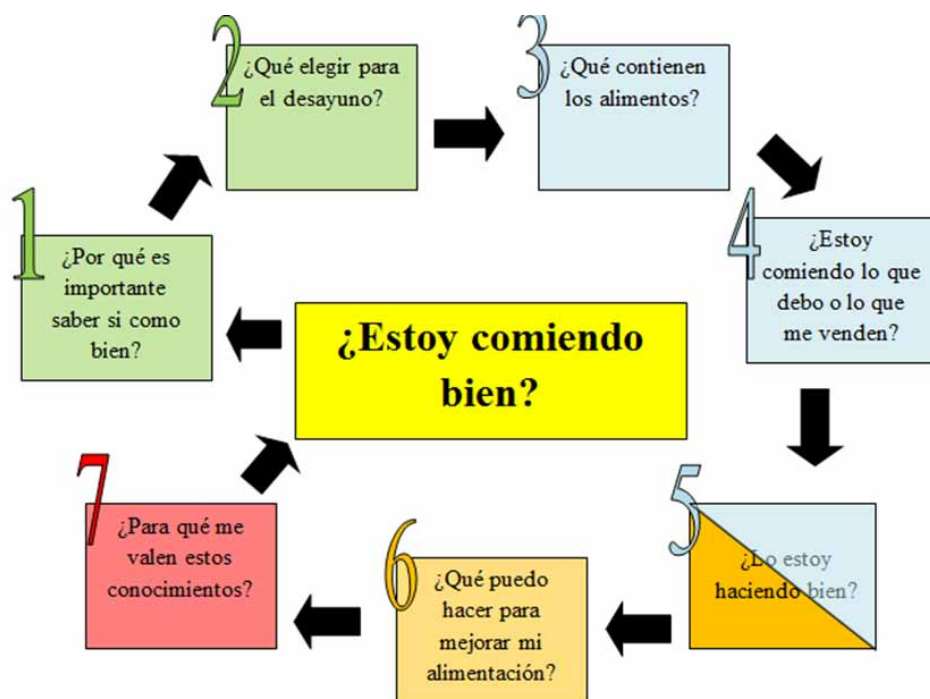 1
¿Por qué es
importante
saber si como
bien?
2
¿Qué elegir para
el desayuno?
3
¿Qué contienen
los alimentos?
4
¿Estoy
comiendo lo que
debo o lo que
me venden?
5
¿Lo estoy
haciendo bien?
6
¿Qué puedo
hacer para
mejorar mi
alimentación?
7
¿Para qué me
valen estos
conocimientos?
¿Estoy comiendo
bien?